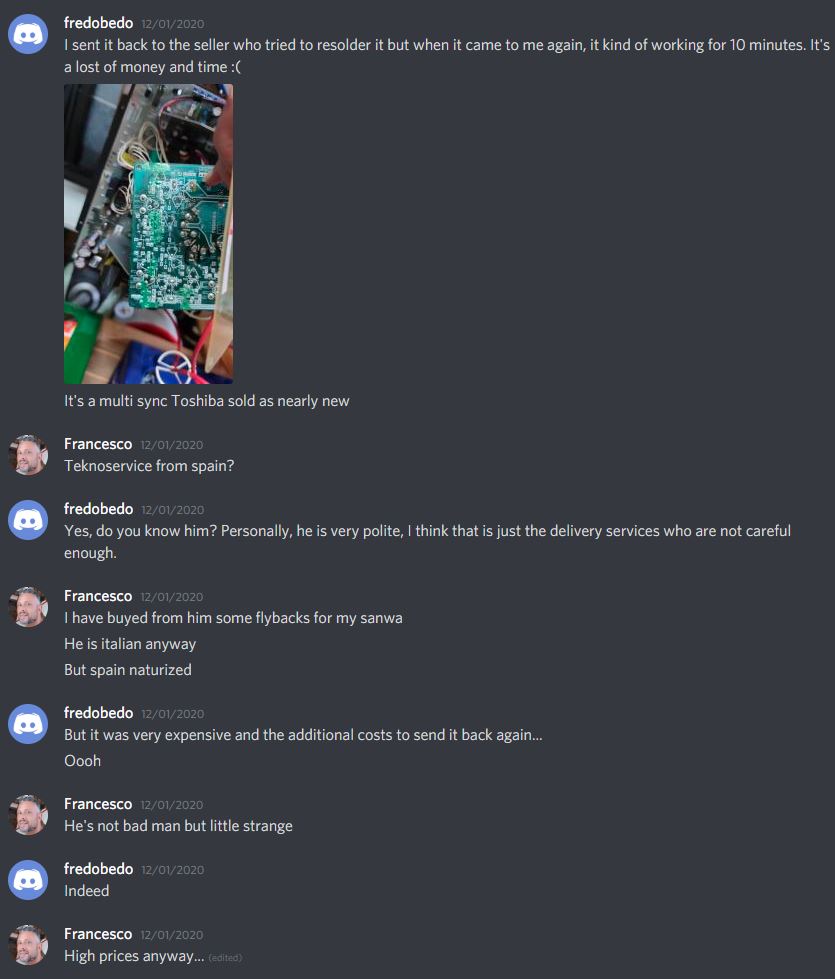 fredobedo 12/01/2020
I sent it back to the seller who tried to resolder it but when it came to me again, it kind of working for 10 minutes. It's
a lost of money and time :(
It's a multi sync Toshiba sold as nearly new
Francesco 12/01/2020
Teknoservice from spain?
fredobedo 12/01/2020
Yes, do you know him? Personally, he is very polite, I think that is just the delivery services who are not careful
enough.
Francesco 12/01/2020
I have buyed from him some flybacks for my sanwa
He is italian anyway
But spain naturized
fredobedo 12/01/2020
But it was very expensive and the additional costs to send it back again...
Oooh
Francesco 12/01/2020
He's not bad man but little strange
fredobedo 12/01/2020
Indeed
Francesco 12/01/2020
High prices anyway... (edited)